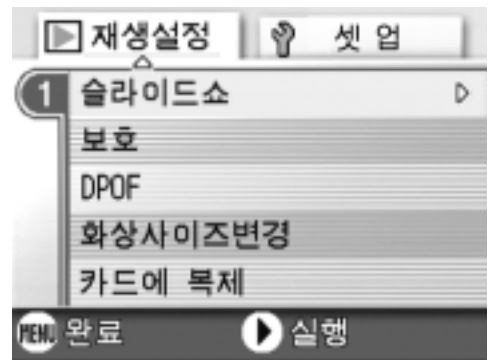 재생설정 셋업
1 슬라이드쇼
보호
DPOF
화상사이즈변경
카드에 복제
MENU 완료 실행